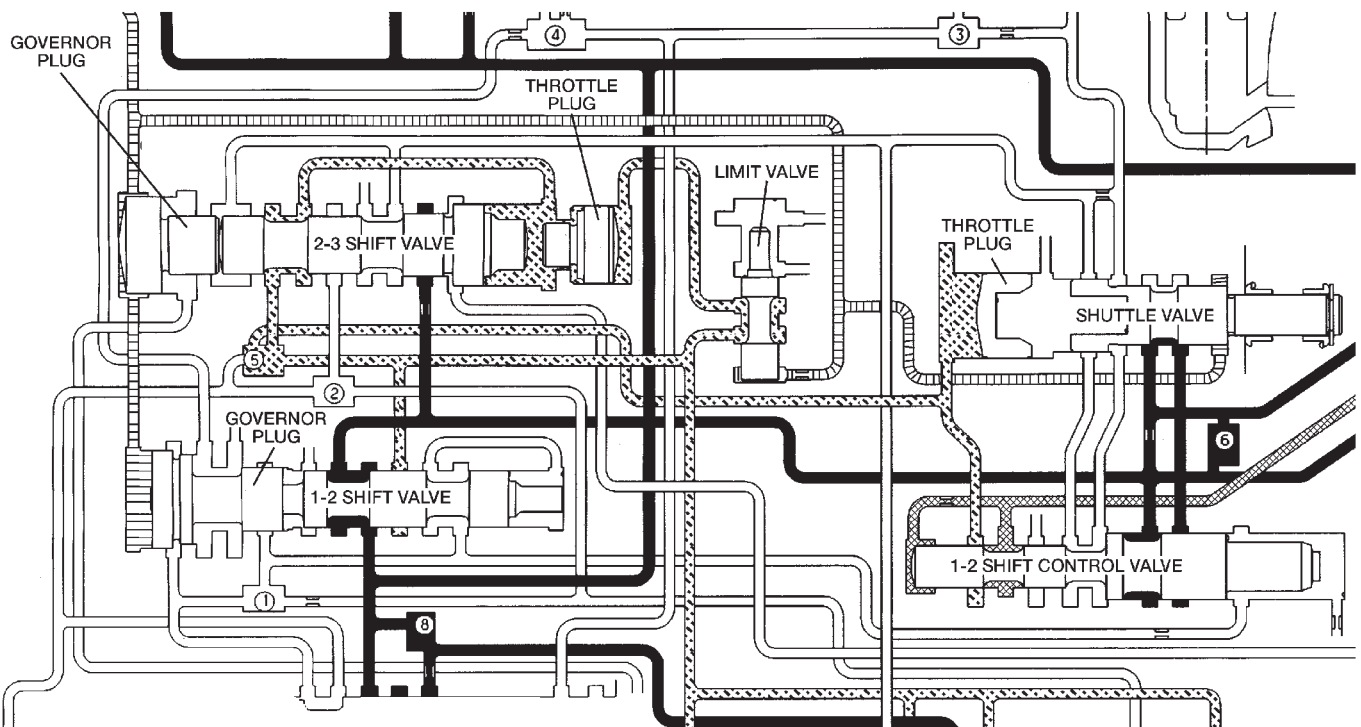 ④
③
GOVERNOR
PLUG
THROTTLE
PLUG
LIMIT VALVE
THROTTLE
PLUG
2-3 SHIFT VALVE
SHUTTLE VALVE
⑤
②
GOVERNOR
PLUG
⑥
1-2 SHIFT VALVE
1-2 SHIFT CONTROL VALVE
①
⑧